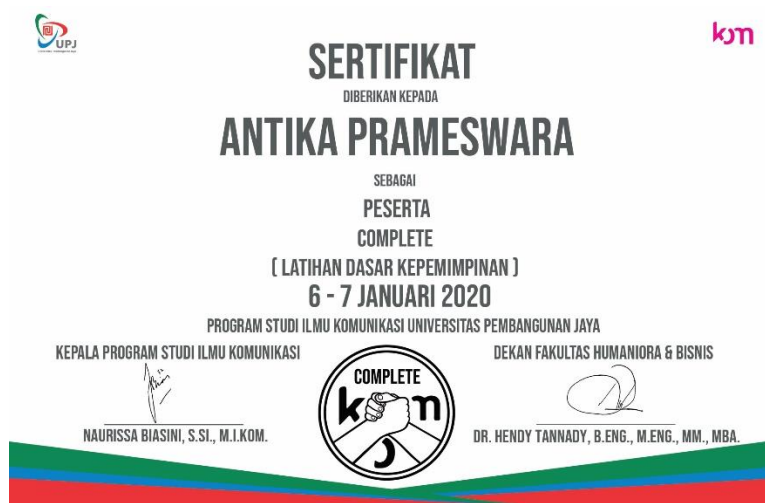 UPJ
kom
SERTIFIKAT
DIBERIKAN KEPADA
ANTIKA PRAMESWARA
SEBAGAI
PESERTA
COMPLETE
( LATIHAN DASAR KEPEMIMPINAN )
6 - 7 JANUARI 2020
PROGRAM STUDI ILMU KOMUNIKASI UNIVERSITAS PEMBANGUNAN JAYA
KEPALA PROGRAM STUDI ILMU KOMUNIKASI
DEKAN FAKULTAS HUMANIORA & BISNIS
COMPLETE
kom
NAURISSA BIASINI, S.SI., M.I.KOM.
DR. HENDY TANNADY, B.ENG., M.ENG., MM., MBA.